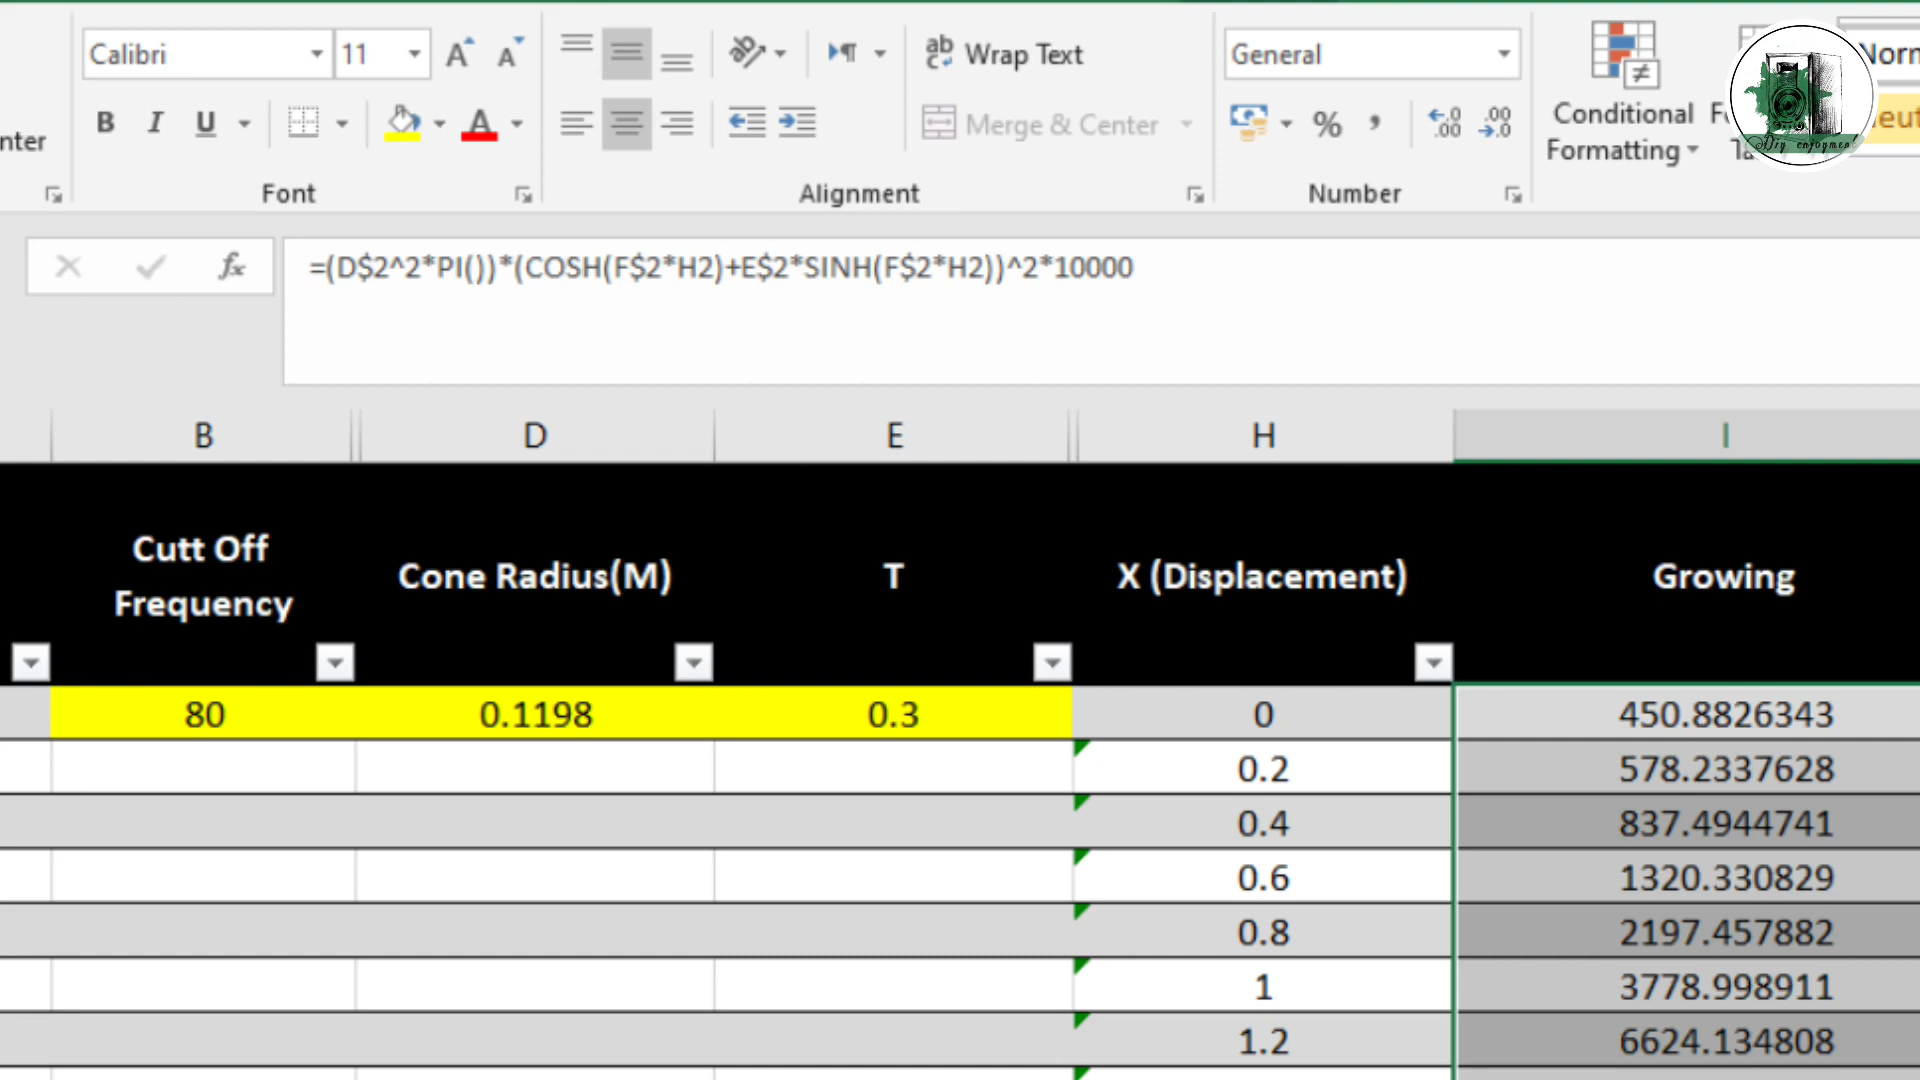 Calibri 11 A A Wrap Text General Conditional
Formatting
B I U Merge & Center %
nter
Font Alignment Number
Diy enjoyment
fx =(D$2^2*PI())*(COSH(F$2*H2)+E$2*SINH(F$2*H2))^2*10000
B D E H I
Cutt Off
Frequency
Cone Radius(M) T X (Displacement) Growing
80 0.1198 0.3 0 450.8826343
0.2 578.2337628
0.4 837.4944741
0.6 1320.330829
0.8 2197.457882
1 3778.998911
1.2 6624.134808